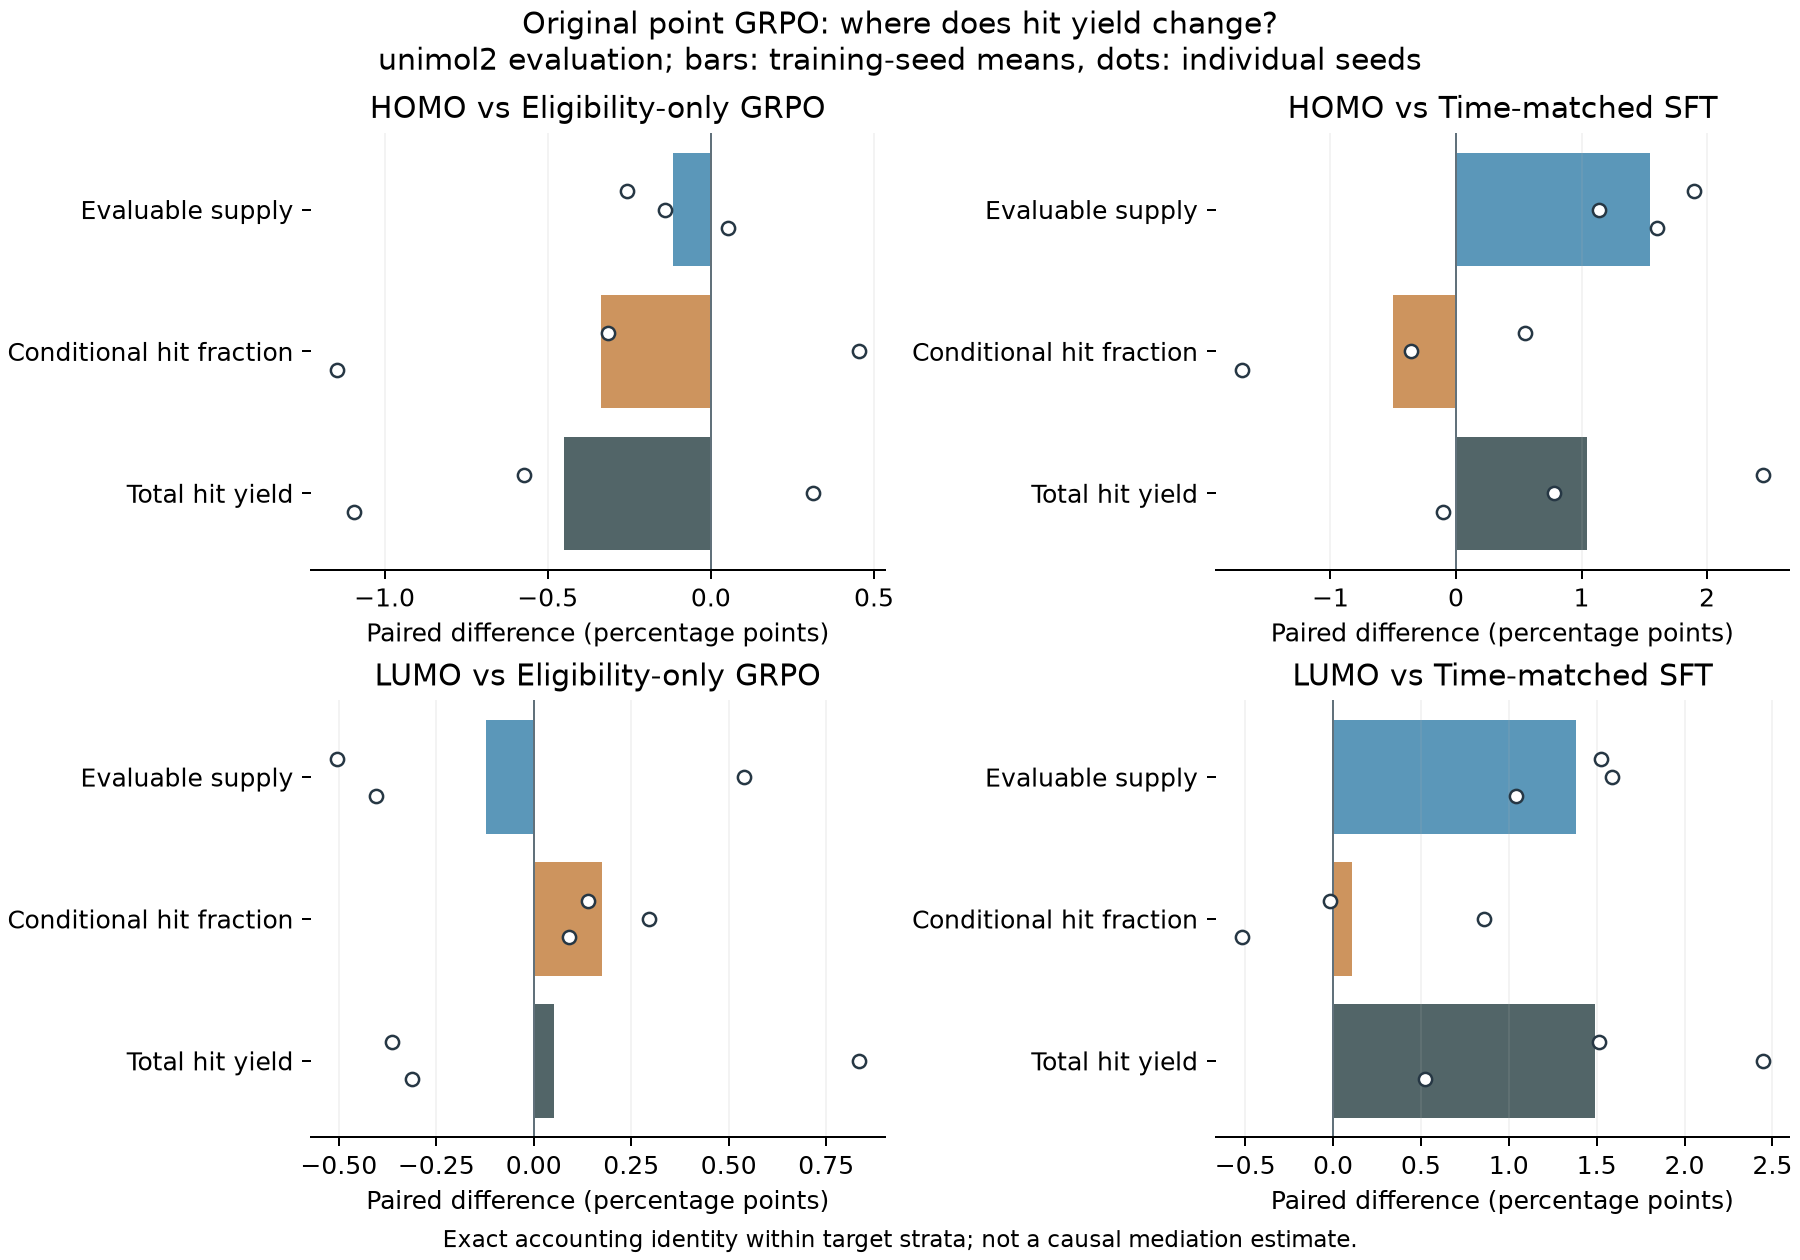 Original point GRPO: where does hit yield change?
unimol2 evaluation; bars: training-seed means, dots: individual seeds
HOMO vs Eligibility-only GRPO
Evaluable supply
Conditional hit fraction
Total hit yield
−1.0 −0.5 0.0 0.5
Paired difference (percentage points)
HOMO vs Time-matched SFT
Evaluable supply
Conditional hit fraction
Total hit yield
−1 0 1 2
Paired difference (percentage points)
LUMO vs Eligibility-only GRPO
Evaluable supply
Conditional hit fraction
Total hit yield
−0.50 −0.25 0.00 0.25 0.50 0.75
Paired difference (percentage points)
LUMO vs Time-matched SFT
Evaluable supply
Conditional hit fraction
Total hit yield
−0.5 0.0 0.5 1.0 1.5 2.0 2.5
Paired difference (percentage points)
Exact accounting identity within target strata; not a causal mediation estimate.